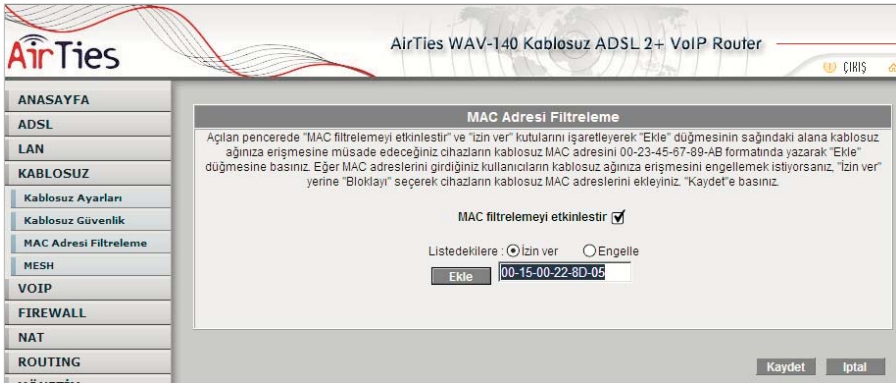 AirTies
AirTies WAV-140 Kablosuz ADSL 2+ VoIP Router
ÇIKIŞ
ANASAYFA
ADSL
LAN
KABLOSUZ
Kablosuz Ayarları
Kablosuz Güvenlik
MAC Adresi Filtreleme
MESH
VOIP
FIREWALL
NAT
ROUTING
MAC Adresi Filtreleme
Açılan pencerede "MAC filtrelemeyi etkinleştir" ve "izin ver" kutularını işaretleyerek "Ekle" düğmesinin sağındaki alana kablosuz
ağınıza erişmesine müsade edeceğiniz cihazların kablosuz MAC adresini 00-23-45-67-89-AB formatında yazarak "Ekle"
düğmesine basınız. Eğer MAC adreslerini girdiğiniz kullanıcıların kablosuz ağınıza erişmesini engellemek istiyorsanız, "İzin ver"
yerine "Bloklayı" seçerek cihazların kablosuz MAC adreslerini ekleyiniz. "Kaydet"e basınız.
MAC filtrelemeyi etkinleştir
Listedekilere : İzin ver Engelle
Ekle 00-15-00-22-8D-05
Kaydet Iptal